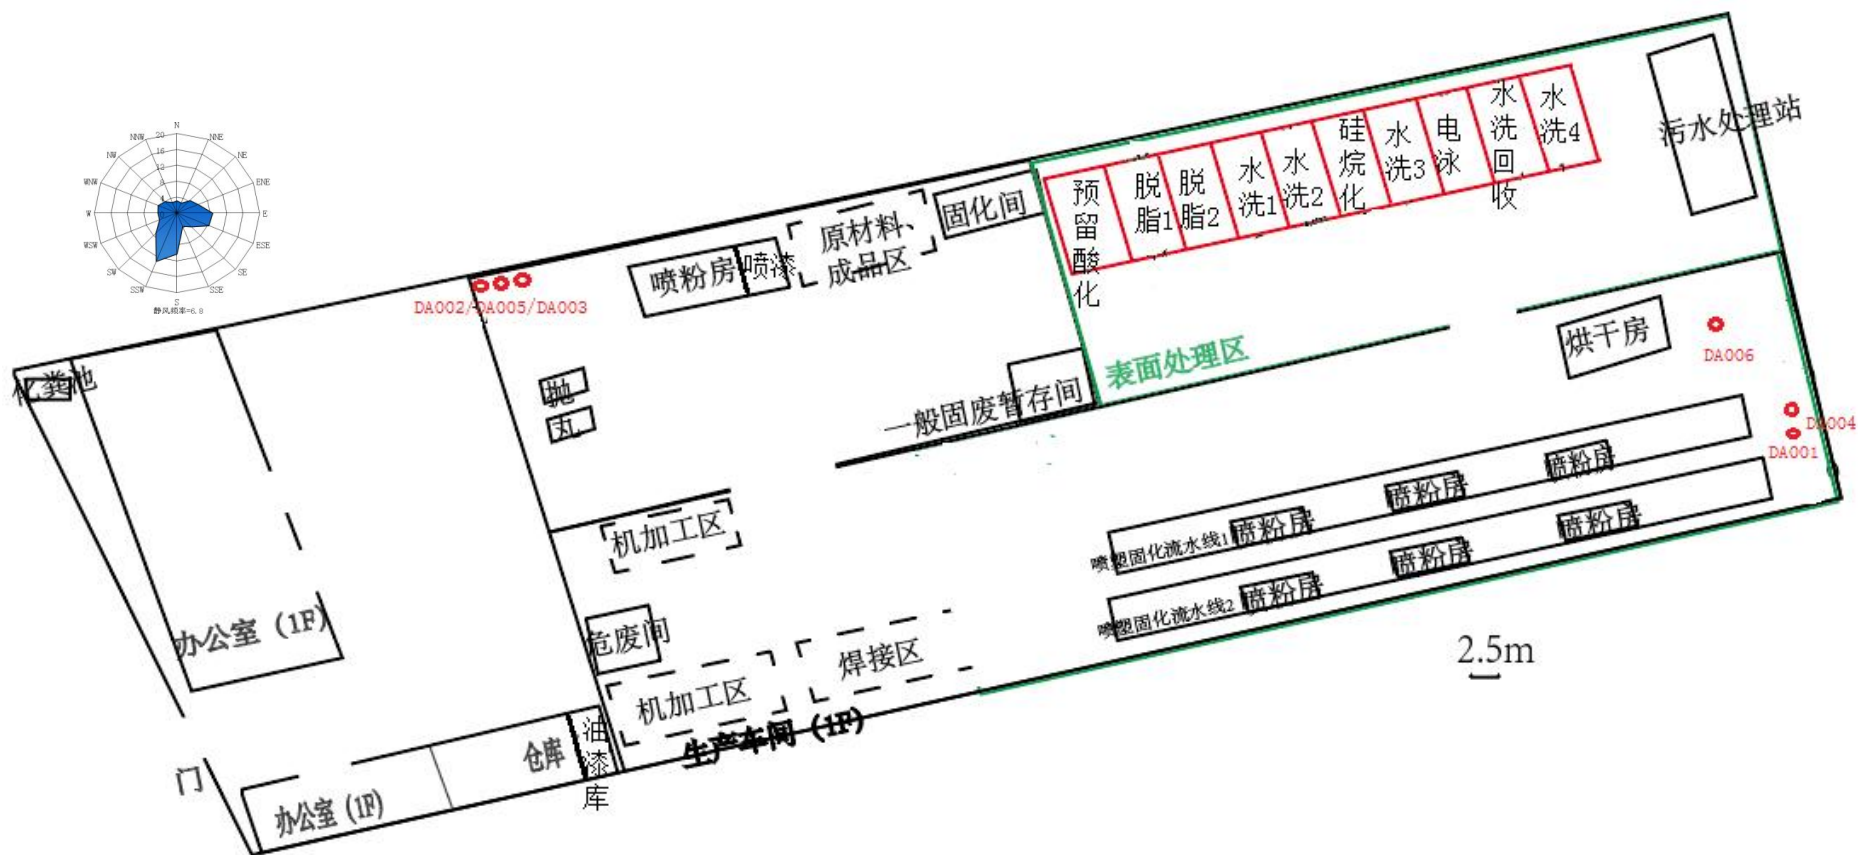 N
NNW
NNE
NW
NE
WNW
ENE
W
E
WSW
ESE
SW
SE
SSW
SSE
S
20
16
12
8
4
静风频率=6.8
预留酸化
脱脂1
脱脂2
水洗1
水洗2
硅烷化
水洗3
电泳
水洗回收
水洗4
污水处理站
固化间
原材料、
成品区
喷粉房
喷漆
DA002/DA005/DA003
化粪池
抛丸
一般固废暂存间
表面处理区
烘干房
DA006
DA004
DA001
喷粉房
喷粉房
喷粉房
喷塑固化流水线1
喷粉房
喷粉房
喷粉房
喷塑固化流水线2
机加工区
危废间
机加工区
焊接区
生产车间（1F）
办公室（1F）
仓库
油漆库
门
办公室（1F）
2.5m